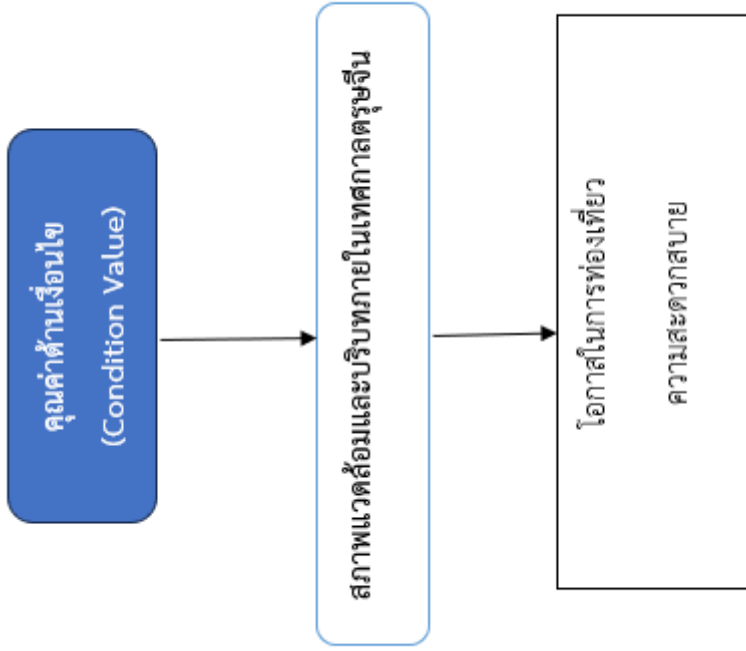 คุณค่าด้านเงื่อนไข
(Condition Value)
สภาพแวดล้อมและบริบทภายในเทศกาลตรุษจีน
โอกาสในการท่องเที่ยว
ความสะดวกสบาย